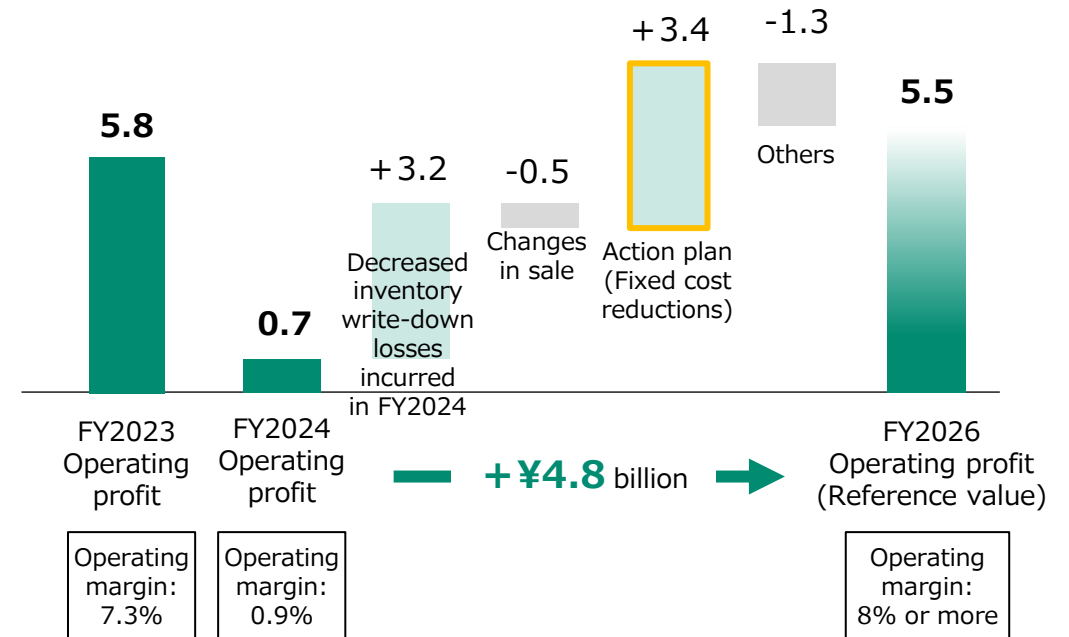 5.8
0.7
+3.2
-0.5
+3.4
-1.3
5.5
Decreased
inventory
write-down
losses
incurred
in FY2024
Changes
in sale
Action plan
(Fixed cost
reductions)
Others
FY2023
Operating
profit
FY2024
Operating
profit
+¥4.8 billion
FY2026
Operating profit
(Reference value)
Operating
margin:
7.3%
Operating
margin:
0.9%
Operating
margin:
8% or more